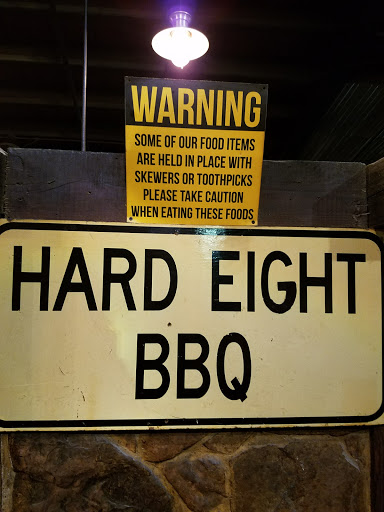 WARNING
SOME OF OUR FOOD ITEMS
ARE HELD IN PLACE WITH
SKEWERS OR TOOTHPICKS
PLEASE TAKE CAUTION
WHEN EATING THESE FOODS
HARD EIGHT
BBQ